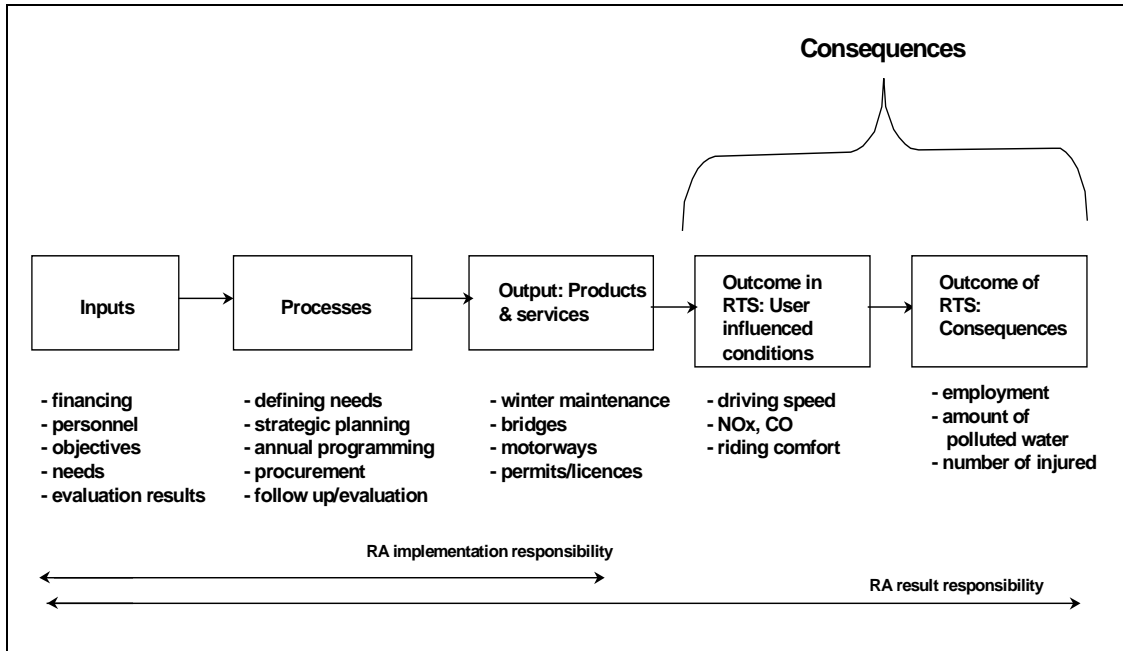 Consequences
Inputs
Processes
Output: Products
& services
Outcome in
RTS: User
influenced
conditions
Outcome of
RTS:
Consequences
- financing
- personnel
- objectives
- needs
- evaluation results
- defining needs
- strategic planning
- annual programming
- procurement
- follow up/evaluation
- winter maintenance
- bridges
- motorways
- permits/licences
- driving speed
- NOx, CO
- riding comfort
- employment
- amount of
polluted water
- number of injured
RA implementation responsibility
RA result responsibility